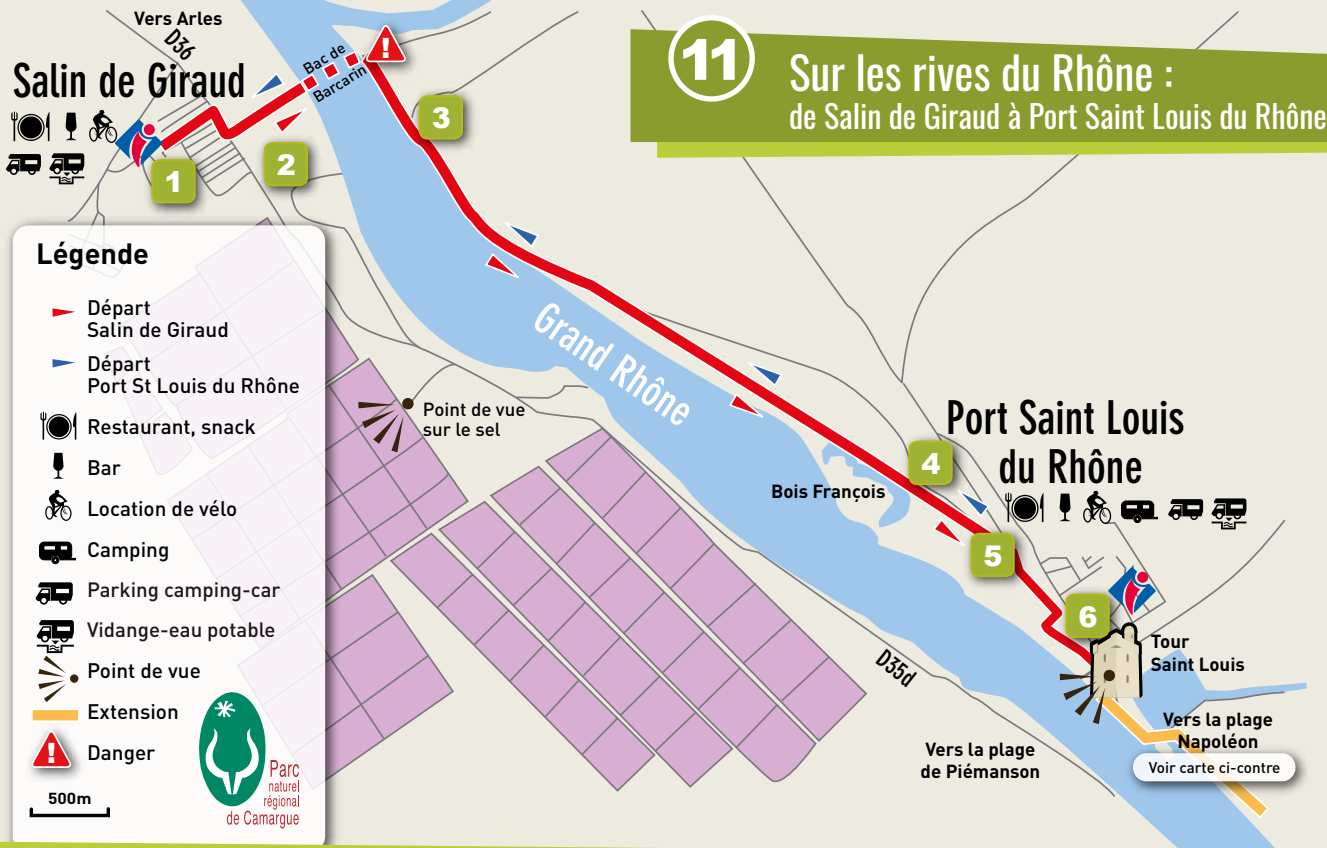 11
Sur les rives du Rhône :
de Salin de Giraud à Port Saint Louis du Rhône
Vers Arles
D36
Salin de Giraud
Bac de
Barcarin
!
1
2
3
Légende
Départ
Salin de Giraud
Départ
Port St Louis du Rhône
Restaurant, snack
Bar
Location de vélo
Camping
Parking camping-car
Vidange-eau potable
Point de vue
Extension
! Danger
500m
Parc
naturel
régional
de Camargue
Grand Rhône
Point de vue
sur le sel
Port Saint Louis
du Rhône
4
Bois François
5
6
Tour
Saint Louis
D35d
Vers la plage
Napoléon
Voir carte ci-contre
Vers la plage
de Piémanson